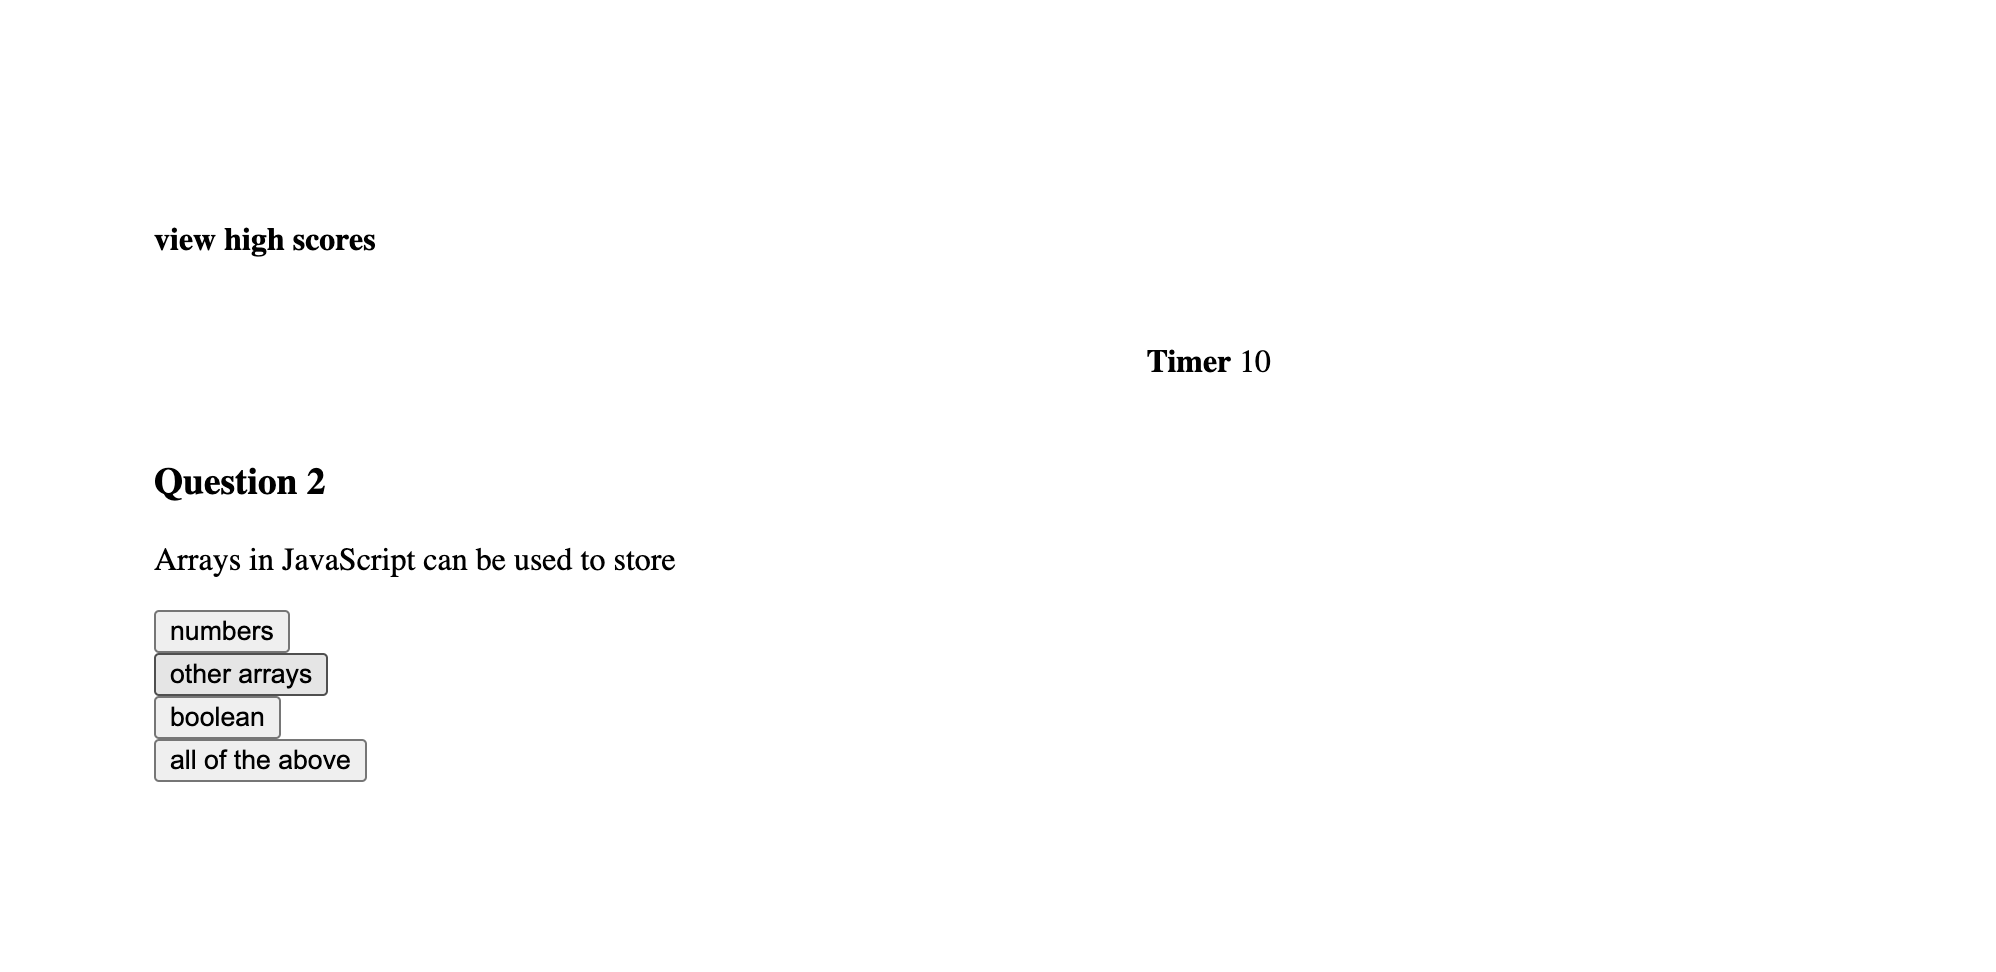 view high scores
Timer 10
Question 2
Arrays in JavaScript can be used to store
numbers
other arrays
boolean
all of the above